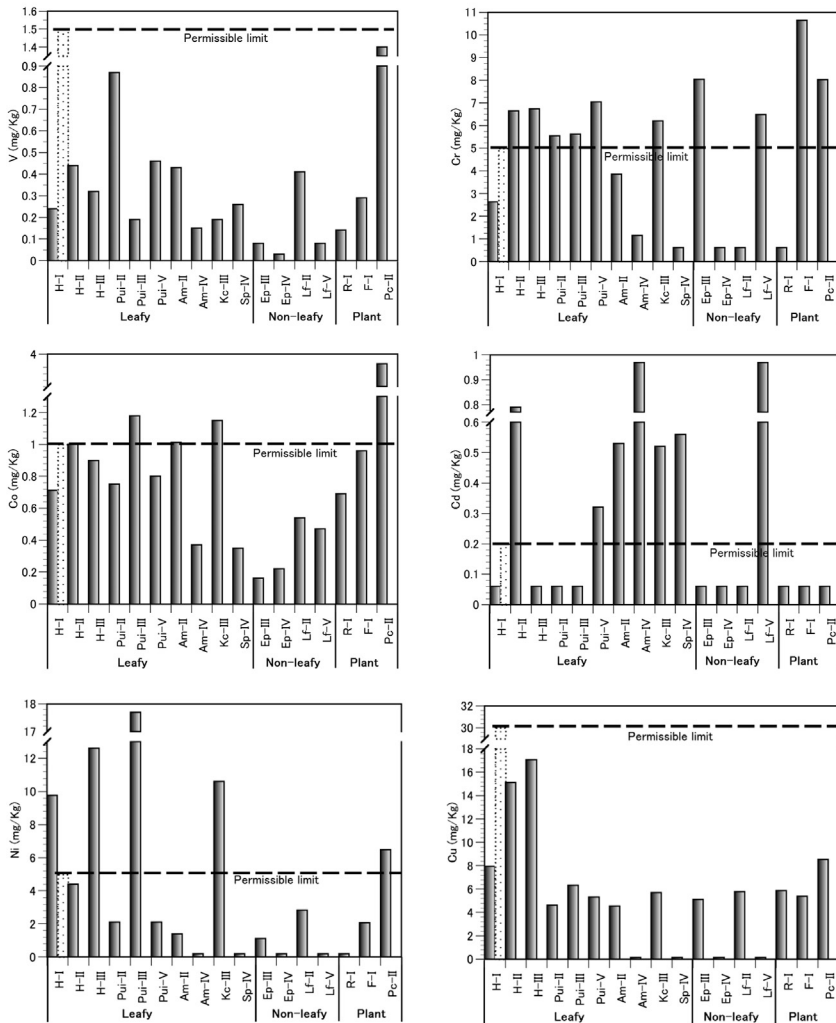 V (mg/Kg)
1.6
1.5
1.4
0.9
0.8
0.7
0.6
0.5
0.4
0.3
0.2
0.1
0
Permissible limit
H-I
H-II
H-III
Pui-II
Pui-III
Pui-V
Am-II
Am-IV
Kc-III
Sp-IV
Ep-III
Ep-IV
Lf-II
Lf-V
R-I
F-I
Pc-II
Leafy
Non-leafy
Plant
Cr (mg/Kg)
11
10
9
8
7
6
5
4
3
2
1
0
Permissible limit
H-I
H-II
H-III
Pui-II
Pui-III
Pui-V
Am-II
Am-IV
Kc-III
Sp-IV
Ep-III
Ep-IV
Lf-II
Lf-V
R-I
F-I
Pc-II
Leafy
Non-leafy
Plant
Co (mg/Kg)
4
1.2
1
0.8
0.6
0.4
0.2
0
Permissible limit
H-I
H-II
H-III
Pui-II
Pui-III
Pui-V
Am-II
Am-IV
Kc-III
Sp-IV
Ep-III
Ep-IV
Lf-II
Lf-V
R-I
F-I
Pc-II
Leafy
Non-leafy
Plant
Cd (mg/Kg)
1
0.9
0.8
0.6
0.5
0.4
0.3
0.2
0.1
0
Permissible limit
H-I
H-II
H-III
Pui-II
Pui-III
Pui-V
Am-II
Am-IV
Kc-III
Sp-IV
Ep-III
Ep-IV
Lf-II
Lf-V
R-I
F-I
Pc-II
Leafy
Non-leafy
Plant
Ni (mg/Kg)
18
17
12
10
8
6
4
2
0
Permissible limit
H-I
H-II
H-III
Pui-II
Pui-III
Pui-V
Am-II
Am-IV
Kc-III
Sp-IV
Ep-III
Ep-IV
Lf-II
Lf-V
R-I
F-I
Pc-II
Leafy
Non-leafy
Plant
Cu (mg/Kg)
32
30
18
16
14
12
10
8
6
4
2
0
Permissible limit
H-I
H-II
H-III
Pui-II
Pui-III
Pui-V
Am-II
Am-IV
Kc-III
Sp-IV
Ep-III
Ep-IV
Lf-II
Lf-V
R-I
F-I
Pc-II
Leafy
Non-leafy
Plant